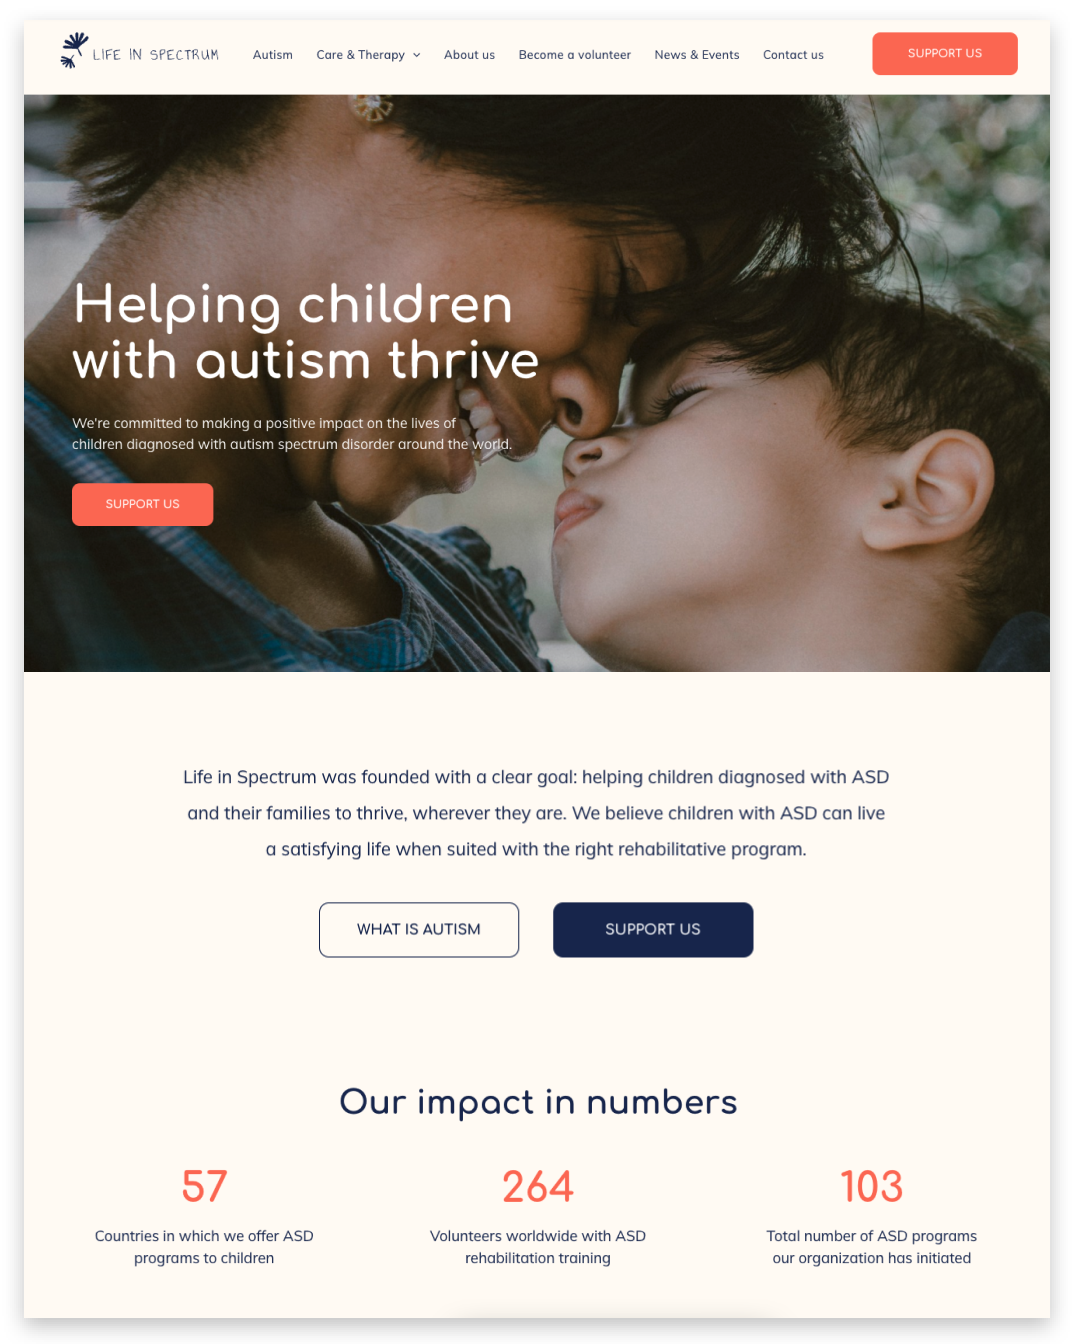 LIFE IN SPECTRUM
Autism
Care & Therapy
About us
Become a volunteer
News & Events
Contact us
SUPPORT US
Helping children
with autism thrive
We're committed to making a positive impact on the lives of
children diagnosed with autism spectrum disorder around the world.
SUPPORT US
Life in Spectrum was founded with a clear goal: helping children diagnosed with ASD
and their families to thrive, wherever they are. We believe children with ASD can live
a satisfying life when suited with the right rehabilitative program.
WHAT IS AUTISM
SUPPORT US
Our impact in numbers
57
Countries in which we offer ASD
programs to children
264
Volunteers worldwide with ASD
rehabilitation training
103
Total number of ASD programs
our organization has initiated